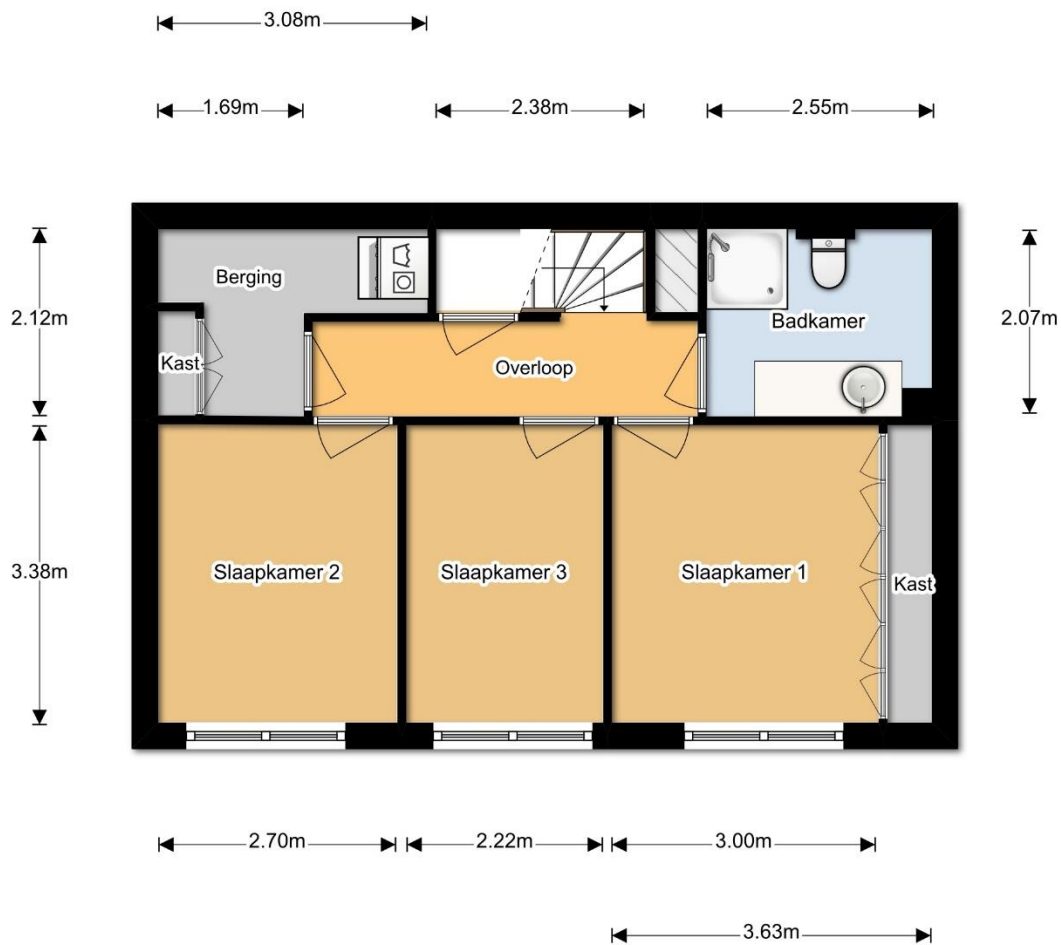 3.08m
1.69m
2.38m
2.55m
Berging
2.12m
2.07m
Badkamer
Kast
Overloop
3.38m
Slaapkamer 2
Slaapkamer 3
Slaapkamer 1
Kast
2.70m
2.22m
3.00m
3.63m